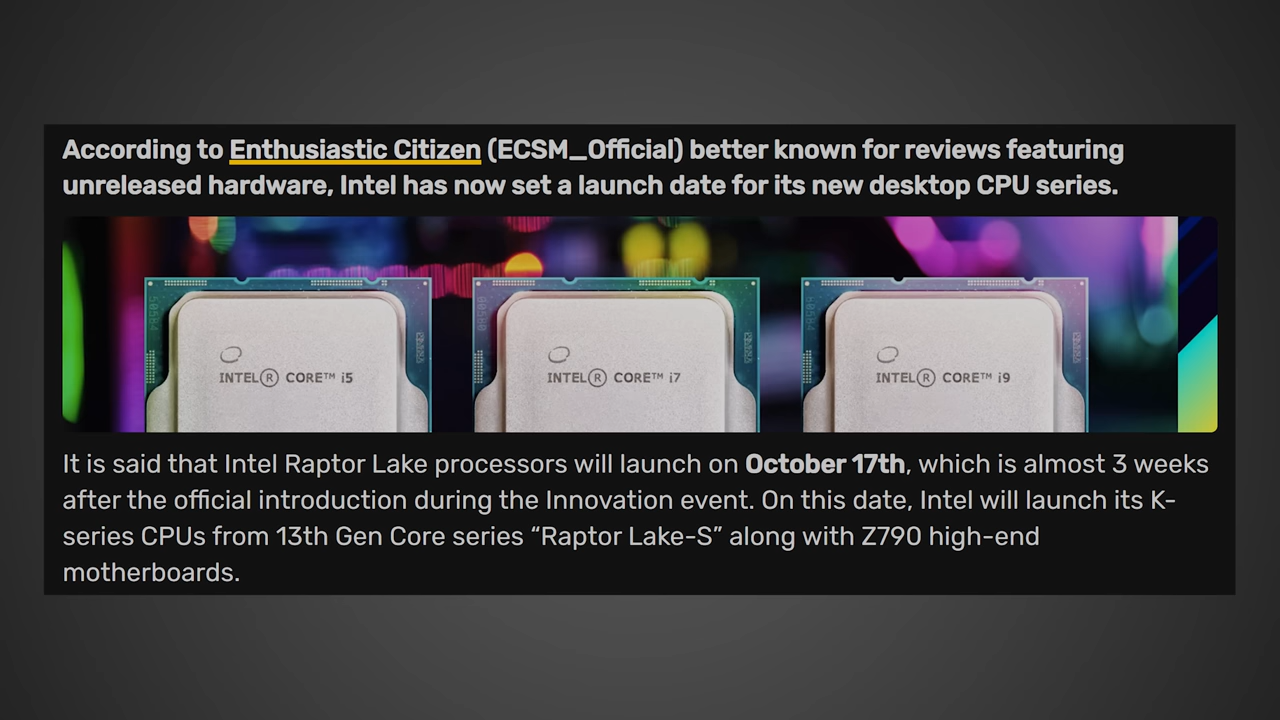 According to Enthusiastic Citizen (ECSM_Official) better known for reviews featuring
unreleased hardware, Intel has now set a launch date for its new desktop CPU series.
INTEL® CORE™ i5
INTEL® CORE™ i7
INTEL® CORE™ i9
It is said that Intel Raptor Lake processors will launch on October 17th, which is almost 3 weeks
after the official introduction during the Innovation event. On this date, Intel will launch its K-
series CPUs from 13th Gen Core series “Raptor Lake-S” along with Z790 high-end
motherboards.